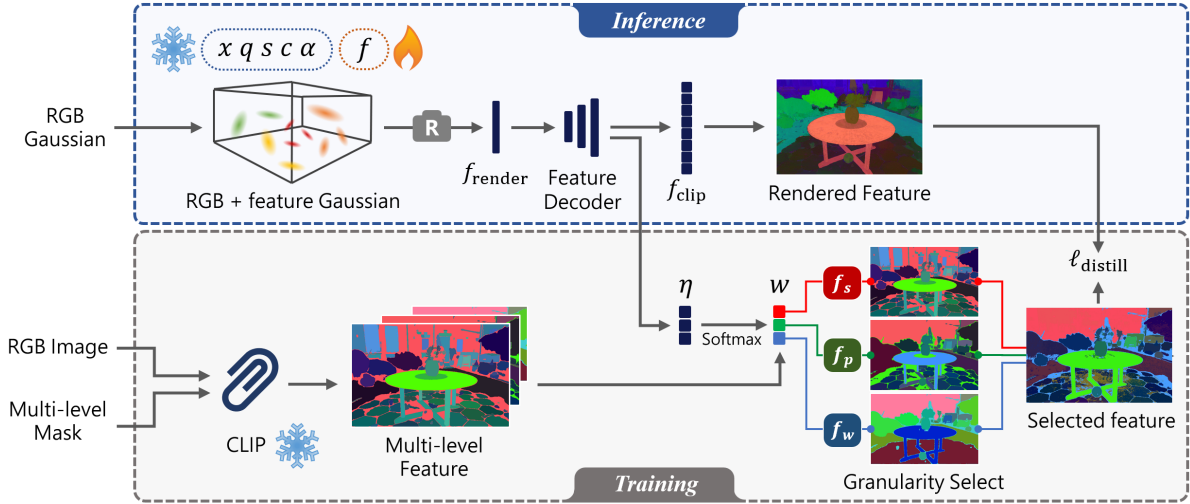 Inference
x q s c α
f
RGB
Gaussian
R
RGB + feature Gaussian
f_render
Feature
Decoder
f_clip
Rendered Feature
ℓ_distill
η
w
Softmax
f_s
f_p
f_w
RGB Image
Multi-level
Mask
CLIP
Multi-level
Feature
Granularity Select
Selected feature
Training